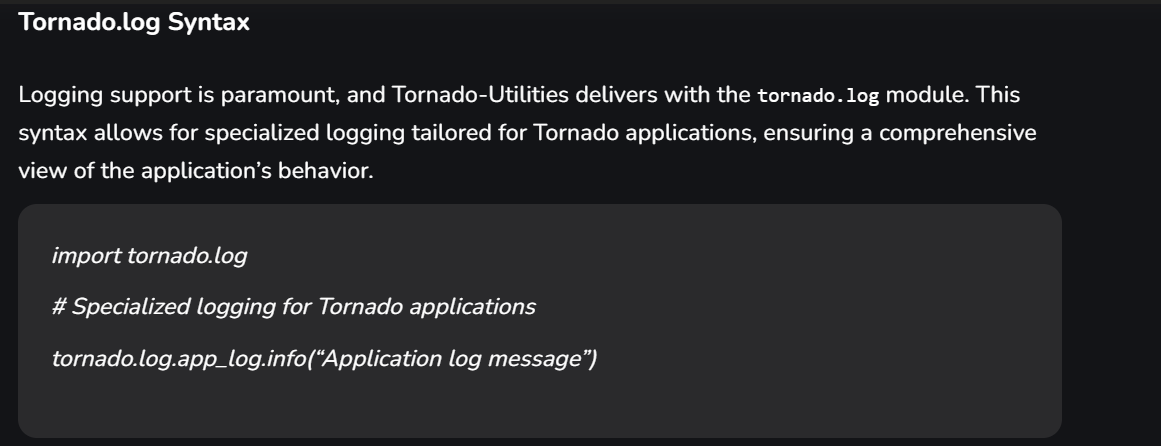 Tornado.log Syntax
Logging support is paramount, and Tornado-Utilities delivers with the tornado.log module. This
syntax allows for specialized logging tailored for Tornado applications, ensuring a comprehensive
view of the application’s behavior.
import tornado.log
# Specialized logging for Tornado applications
tornado.log.app_log.info(“Application log message”)